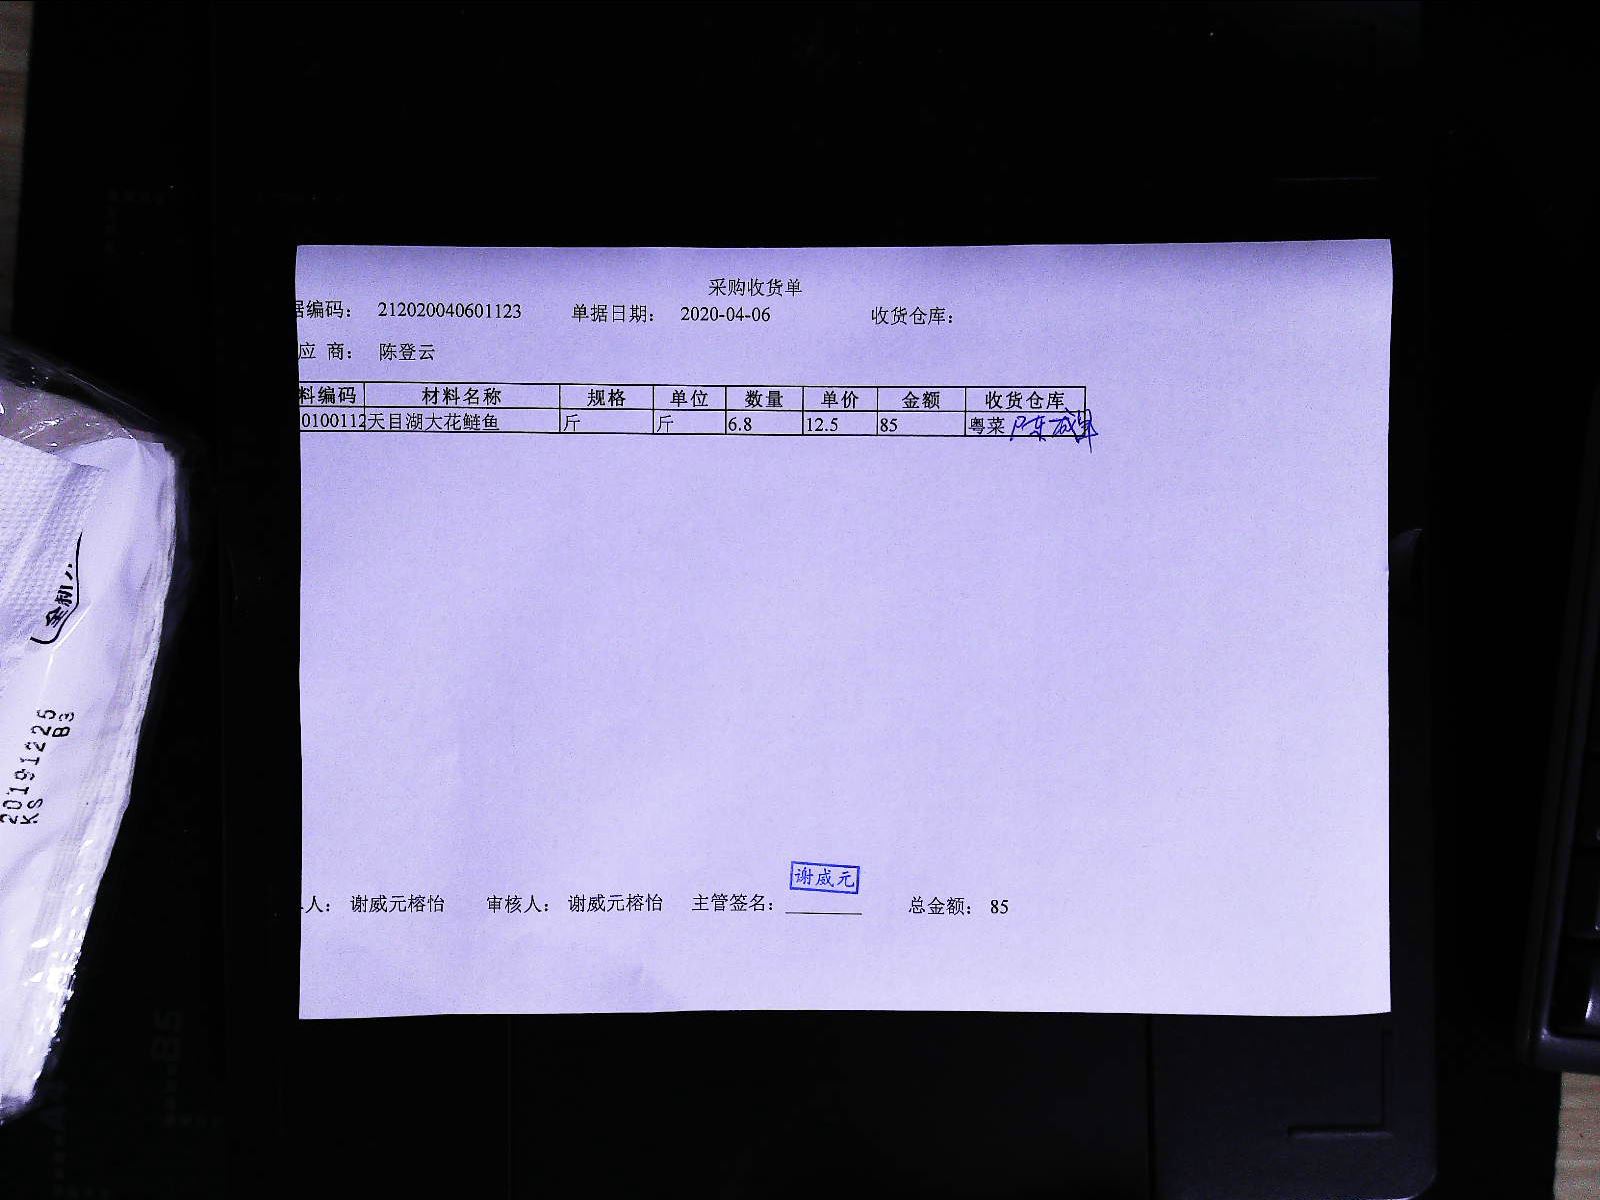 采购收货单
据编码： 212020040601123 单据日期： 2020-04-06 收货仓库：
应 商： 陈登云
料编码 材料名称 规格 单位 数量 单价 金额 收货仓库
0100112 天目湖大花鲢鱼 斤 斤 6.8 12.5 85 粤菜
谢威元
人： 谢威元榕怡 审核人： 谢威元榕怡 主管签名： 总金额： 85
全新
20191225
KS B3